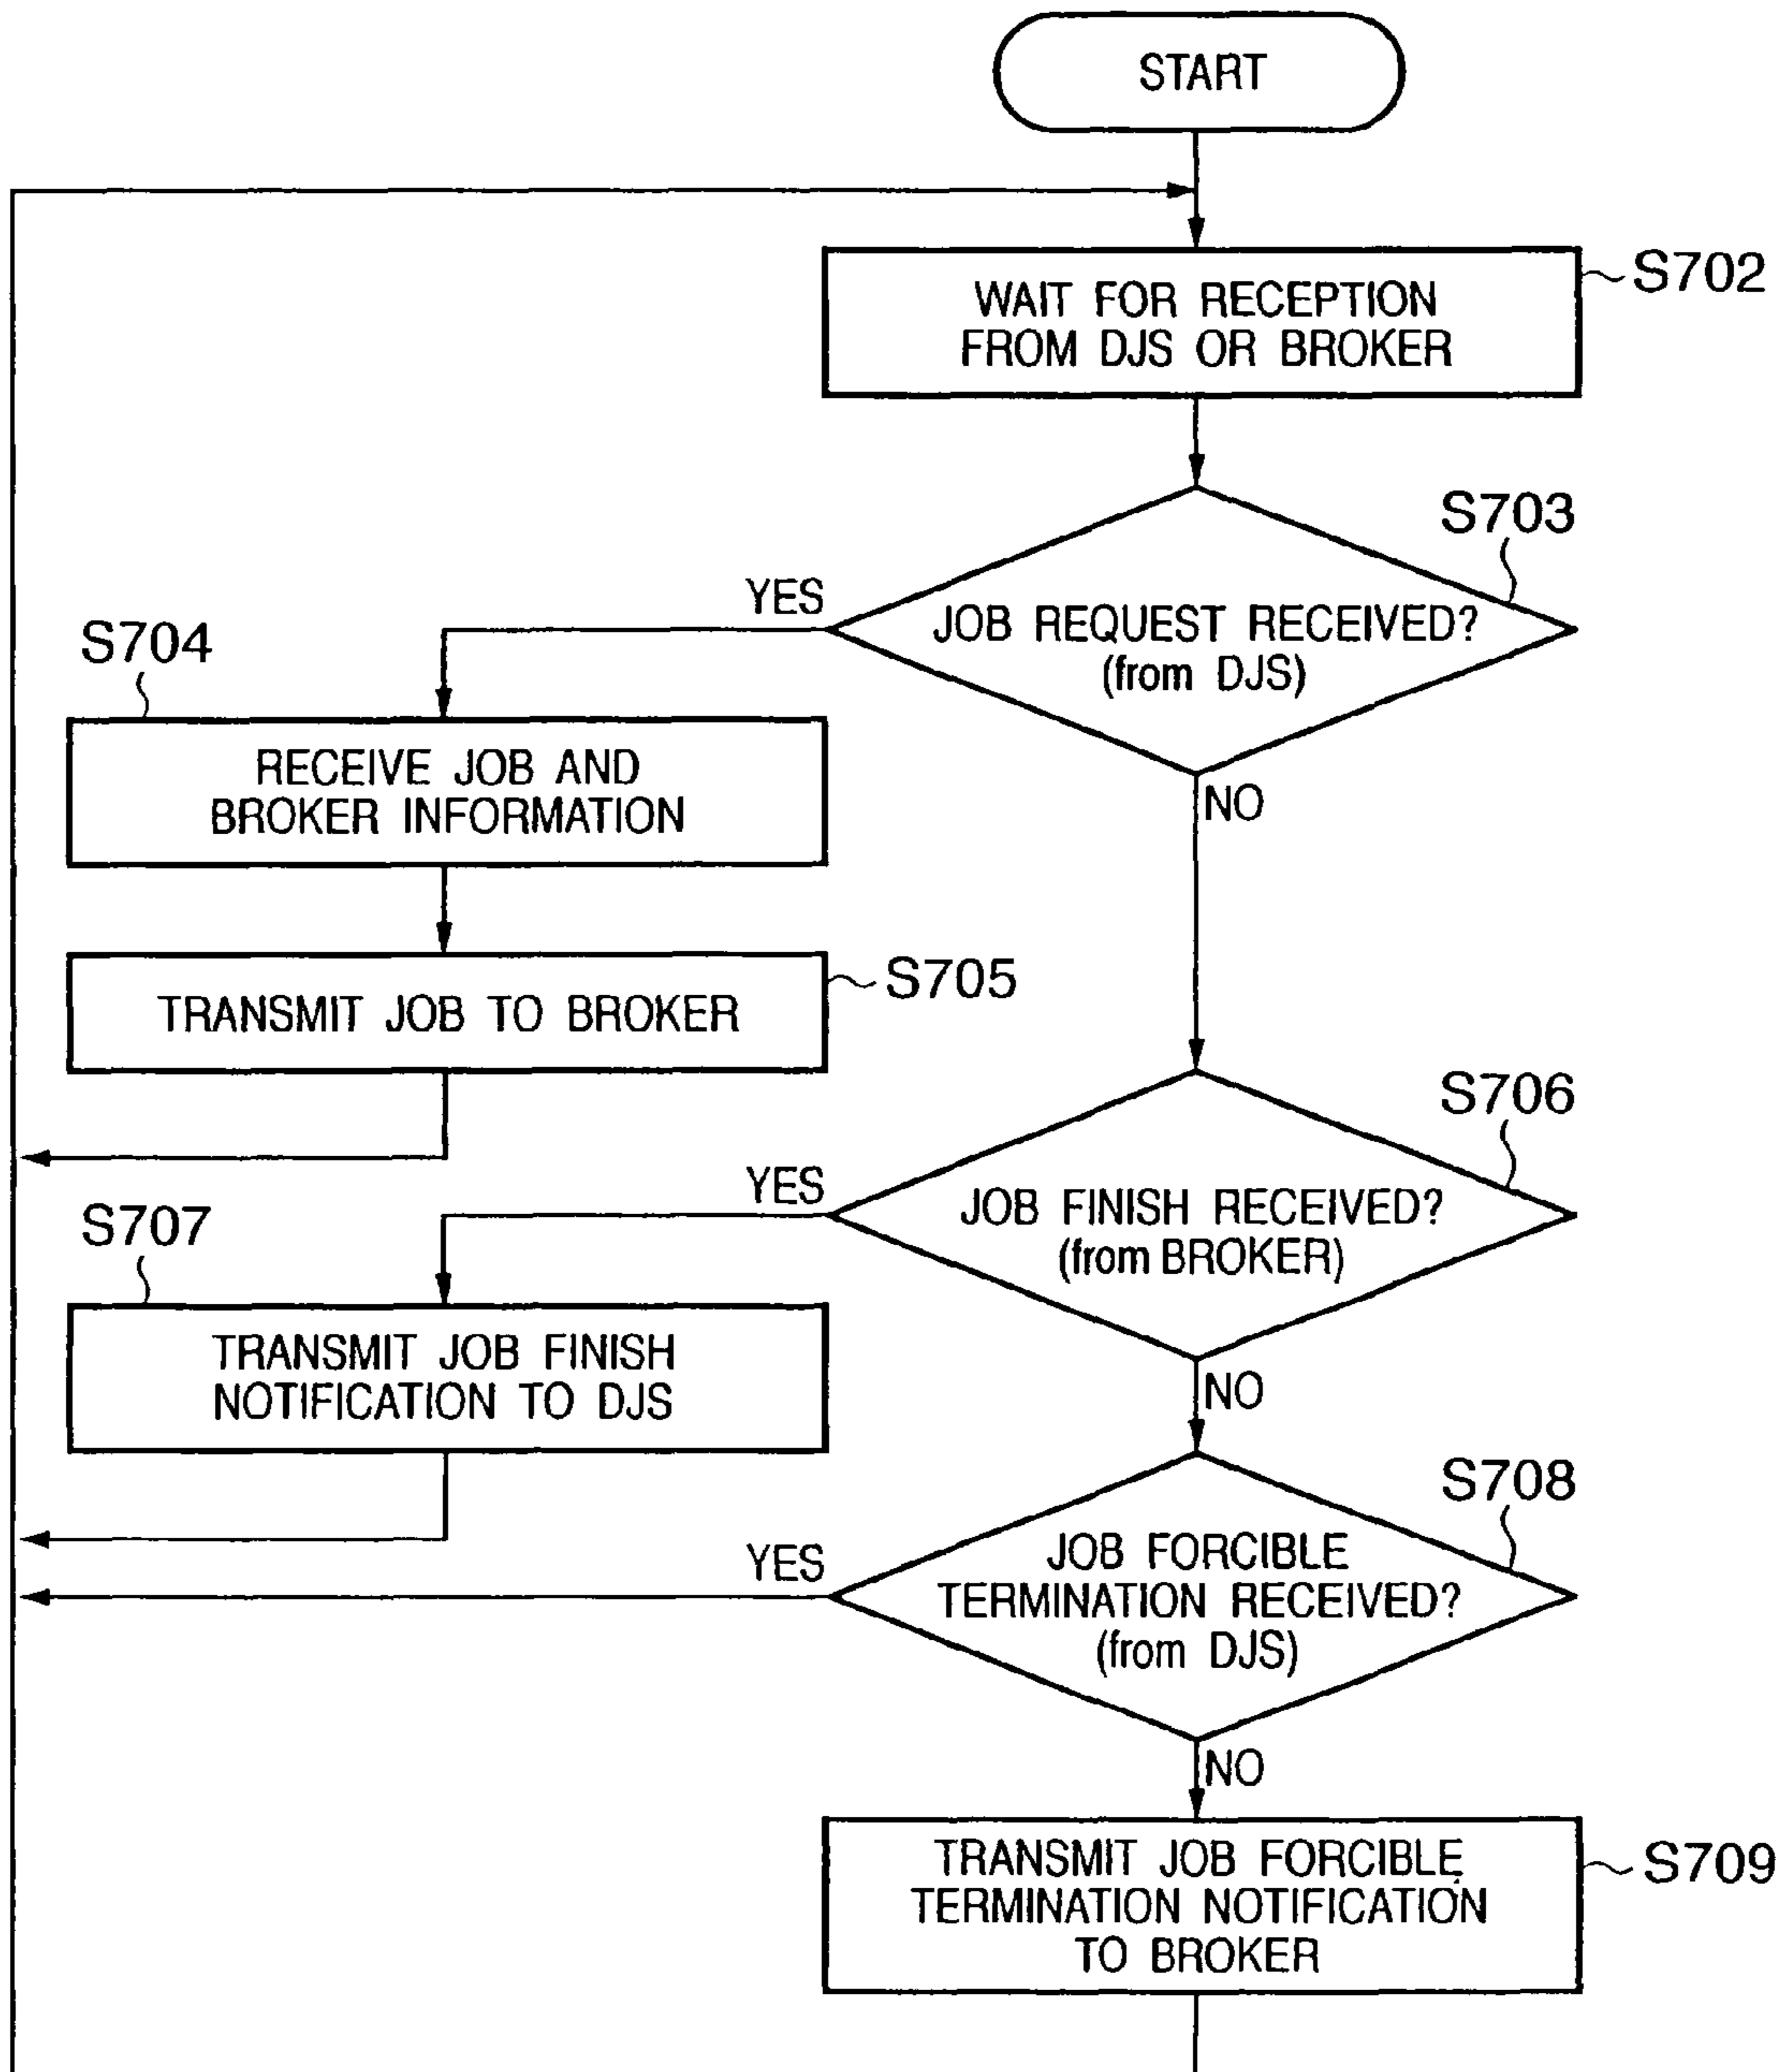 START
WAIT FOR RECEPTION
FROM DJS OR BROKER
S702
S703
YES
JOB REQUEST RECEIVED?
(from DJS)
NO
S704
RECEIVE JOB AND
BROKER INFORMATION
TRANSMIT JOB TO BROKER
S705
S706
YES
JOB FINISH RECEIVED?
(from BROKER)
NO
S707
TRANSMIT JOB FINISH
NOTIFICATION TO DJS
S708
YES
JOB FORCIBLE
TERMINATION RECEIVED?
(from DJS)
NO
TRANSMIT JOB FORCIBLE
TERMINATION NOTIFICATION
TO BROKER
S709